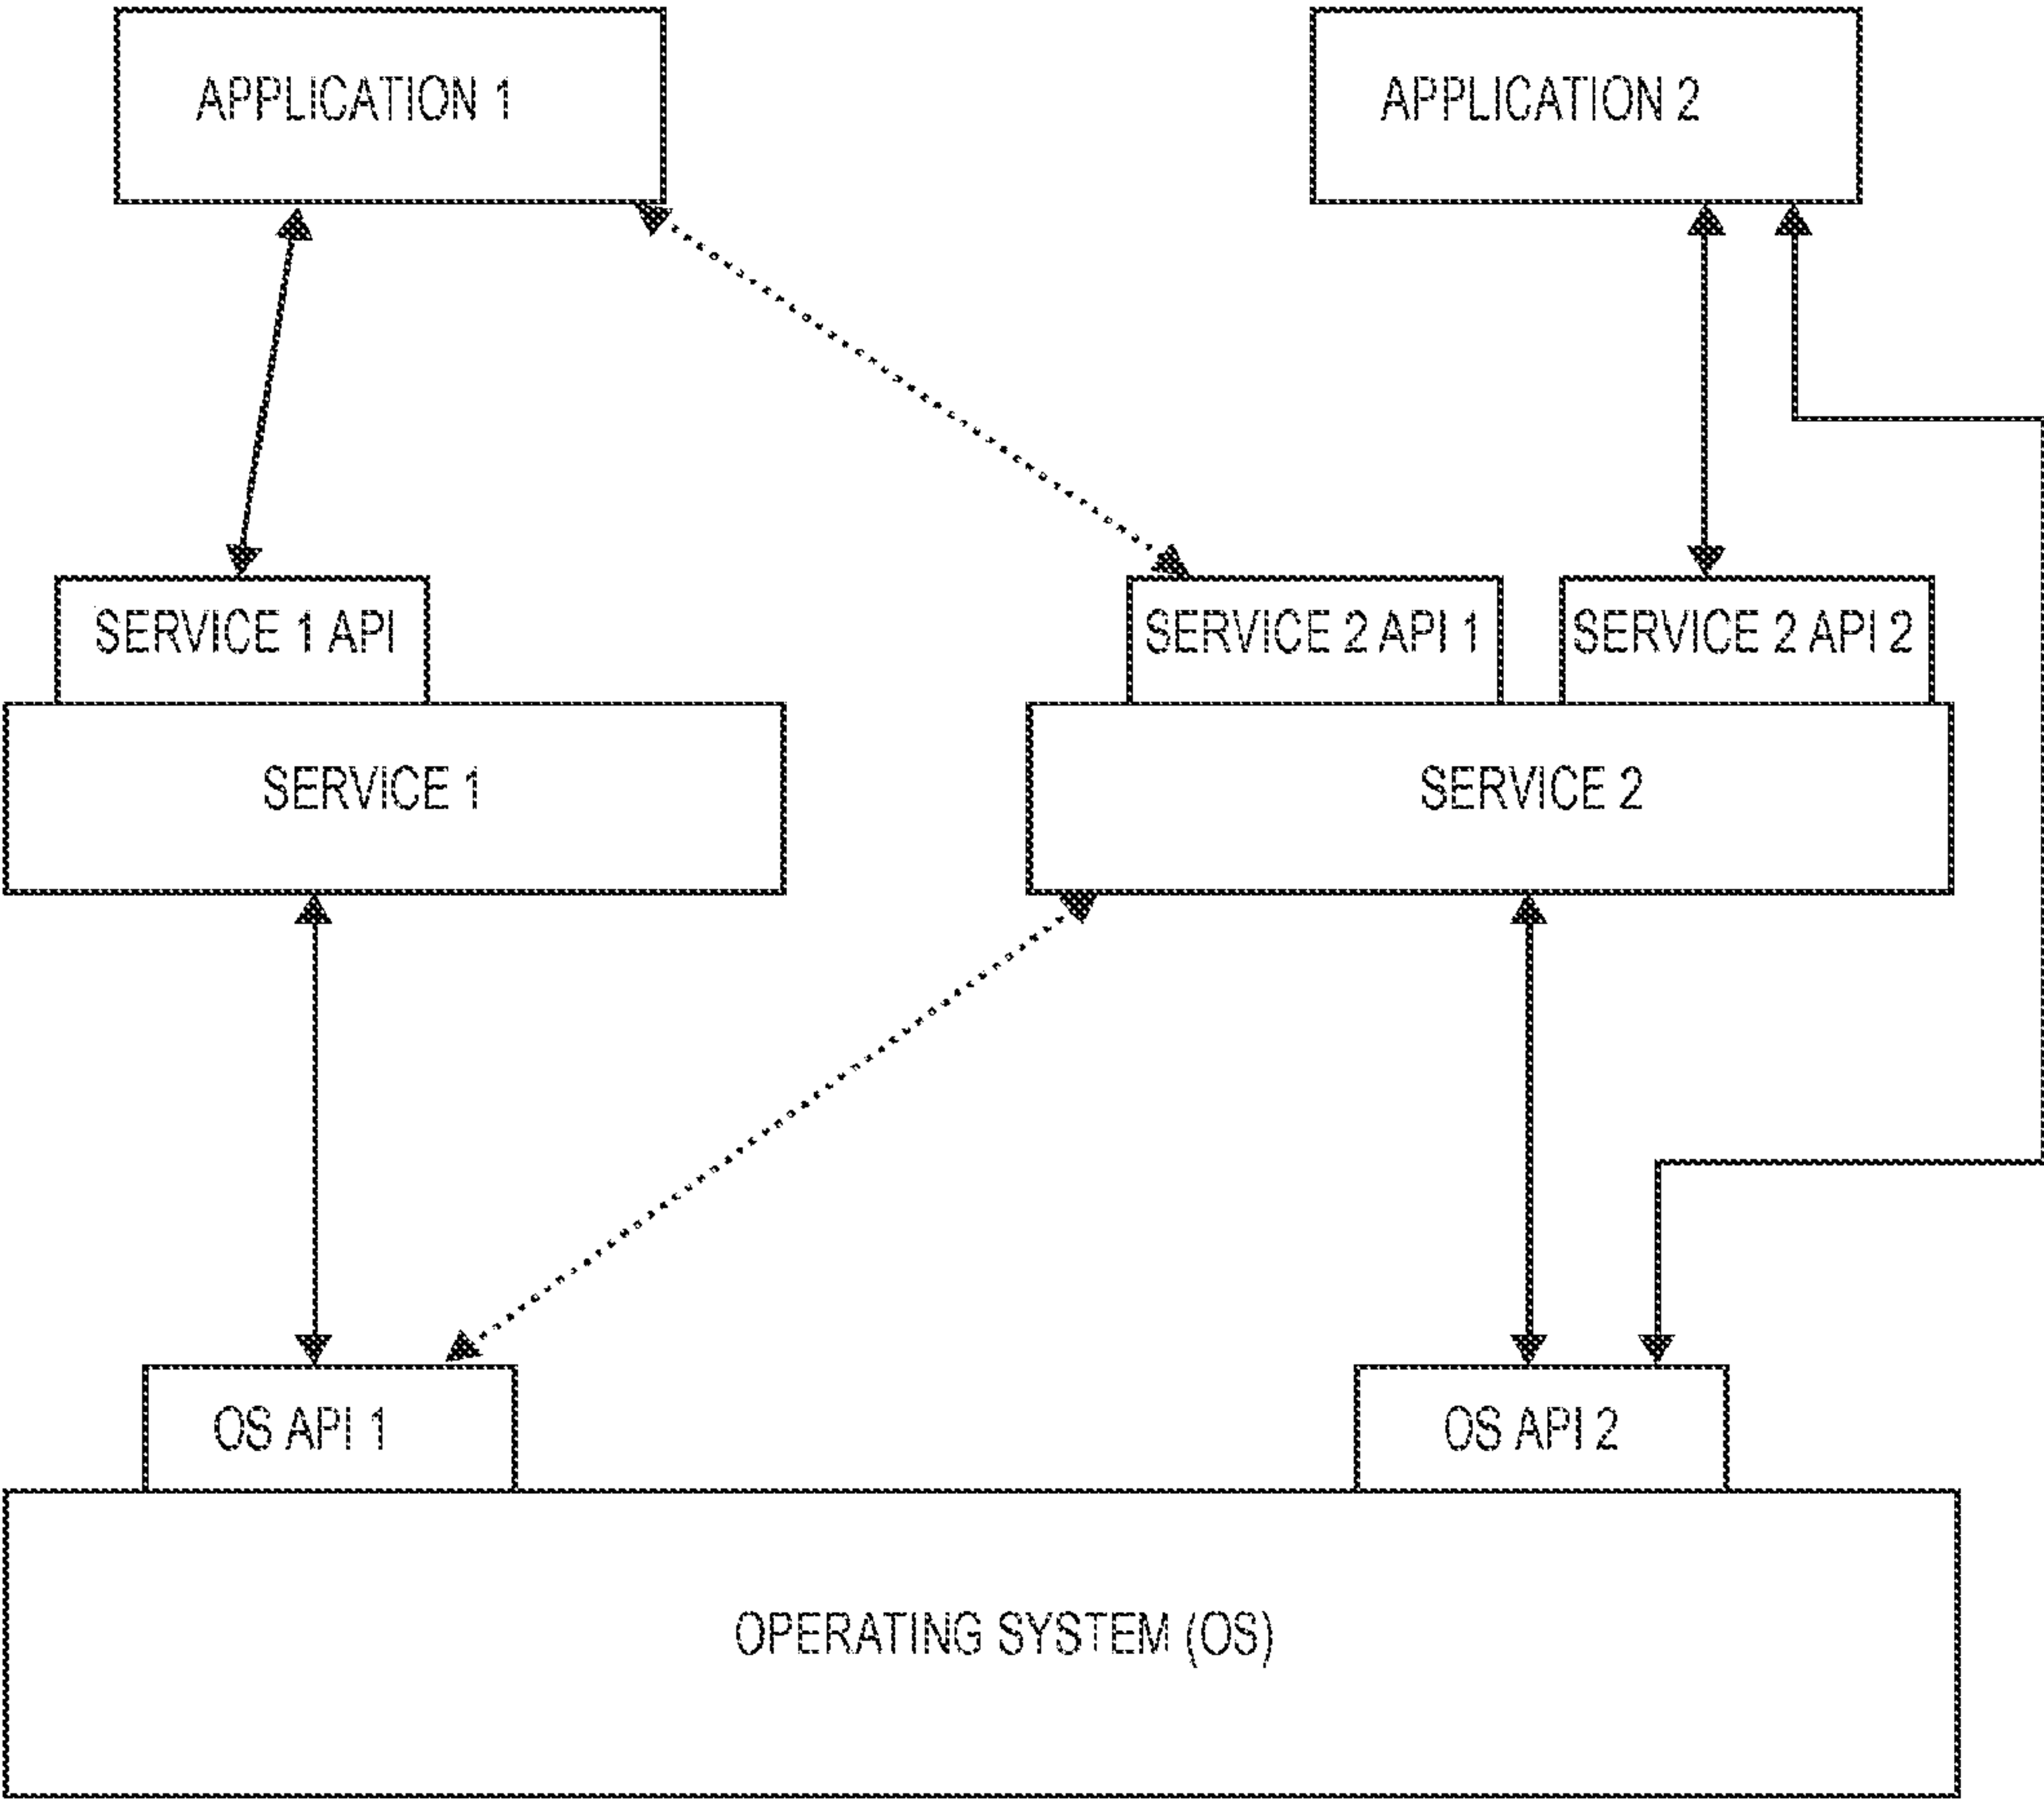 APPLICATION 1
APPLICATION 2
SERVICE 1 API
SERVICE 2 API 1
SERVICE 2 API 2
SERVICE 1
SERVICE 2
OS API 1
OS API 2
OPERATING SYSTEM (OS)